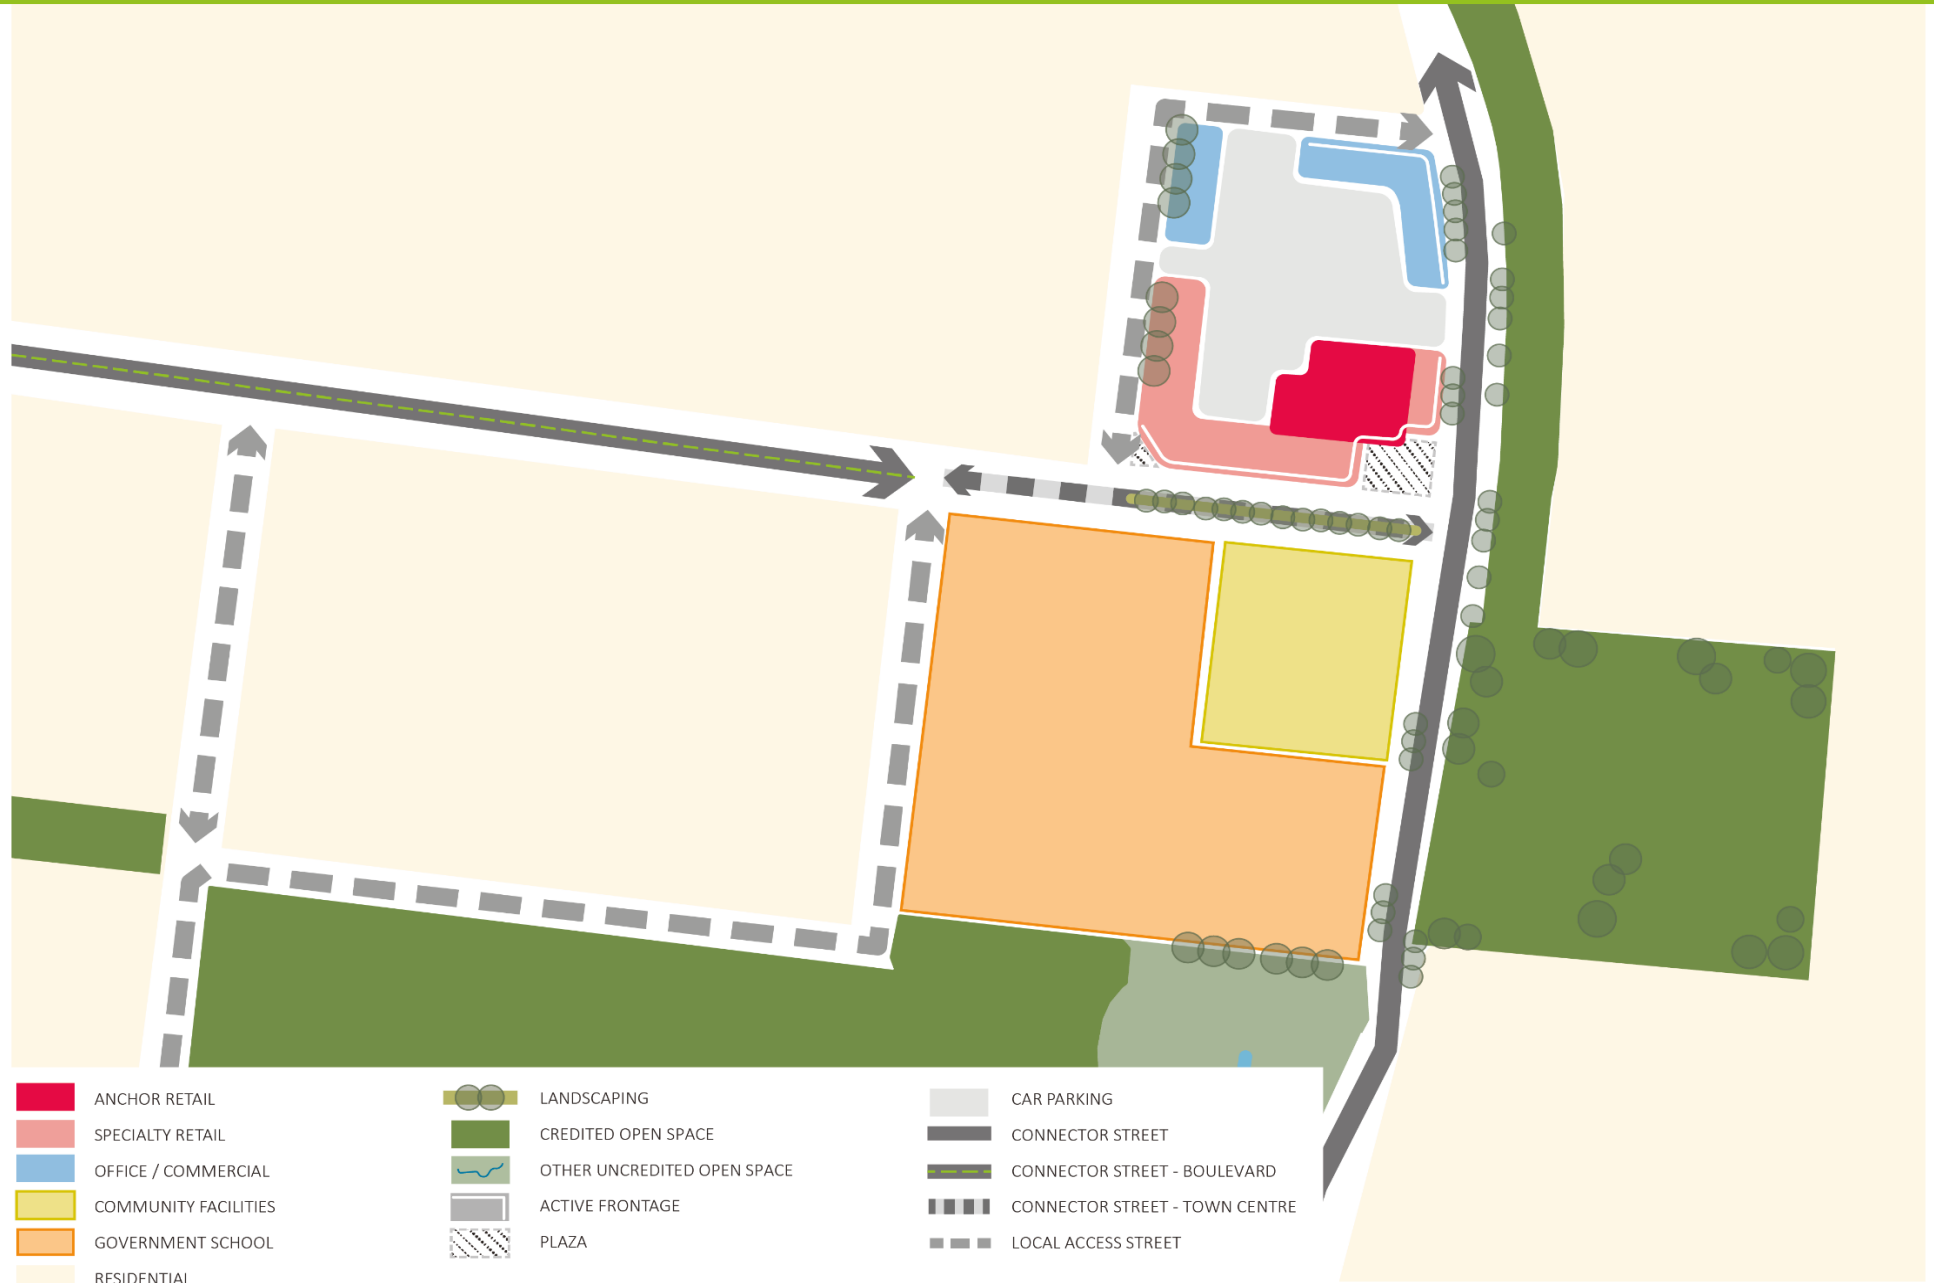 ANCHOR RETAIL
SPECIALTY RETAIL
OFFICE / COMMERCIAL
COMMUNITY FACILITIES
GOVERNMENT SCHOOL
RESIDENTIAL
LANDSCAPING
CREDITED OPEN SPACE
OTHER UNCREDITED OPEN SPACE
ACTIVE FRONTAGE
PLAZA
CAR PARKING
CONNECTOR STREET
CONNECTOR STREET - BOULEVARD
CONNECTOR STREET - TOWN CENTRE
LOCAL ACCESS STREET